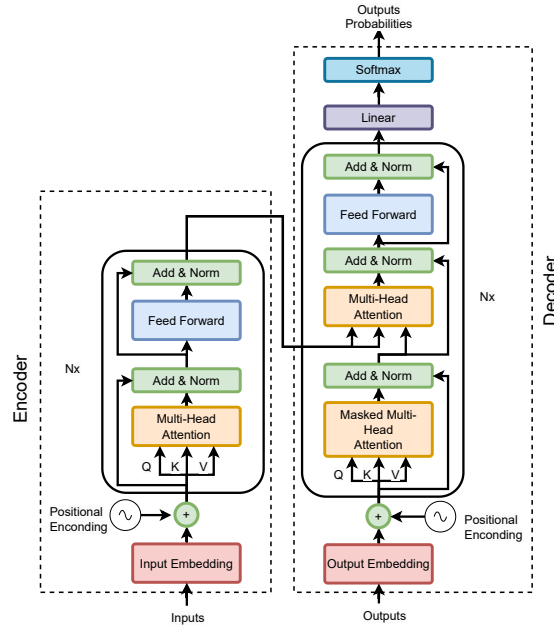 Outputs
Probabilities
Softmax
Linear
Add & Norm
Feed Forward
Add & Norm
Multi-Head
Attention
Nx
Decoder
Add & Norm
Masked Multi-
Head
Attention
Q K V
Positional
Enconding
+
Output Embedding
Outputs
Encoder
Add & Norm
Feed Forward
Nx
Add & Norm
Multi-Head
Attention
Q K V
Positional
Enconding
+
Input Embedding
Inputs